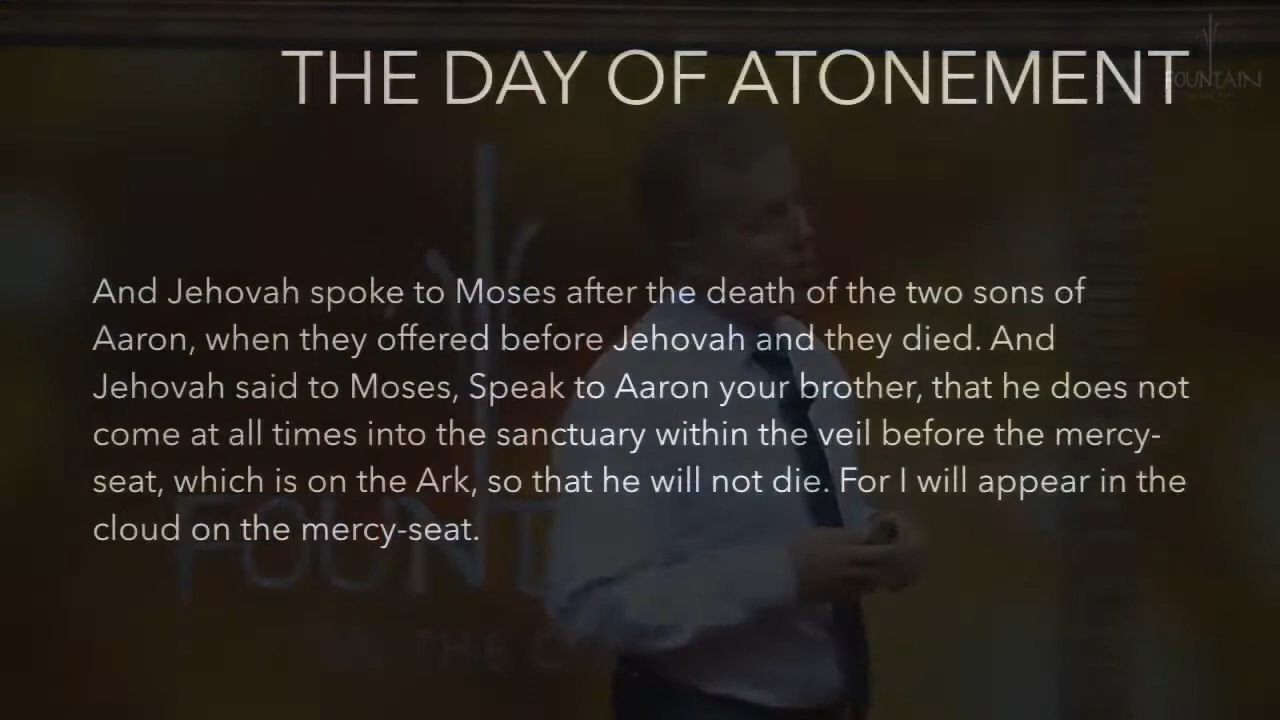 THE DAY OF ATONEMENT
FOUNTAIN
And Jehovah spoke to Moses after the death of the two sons of
Aaron, when they offered before Jehovah and they died. And
Jehovah said to Moses, Speak to Aaron your brother, that he does not
come at all times into the sanctuary within the veil before the mercy-
seat, which is on the Ark, so that he will not die. For I will appear in the
cloud on the mercy-seat.
FOUNT
IN THE C